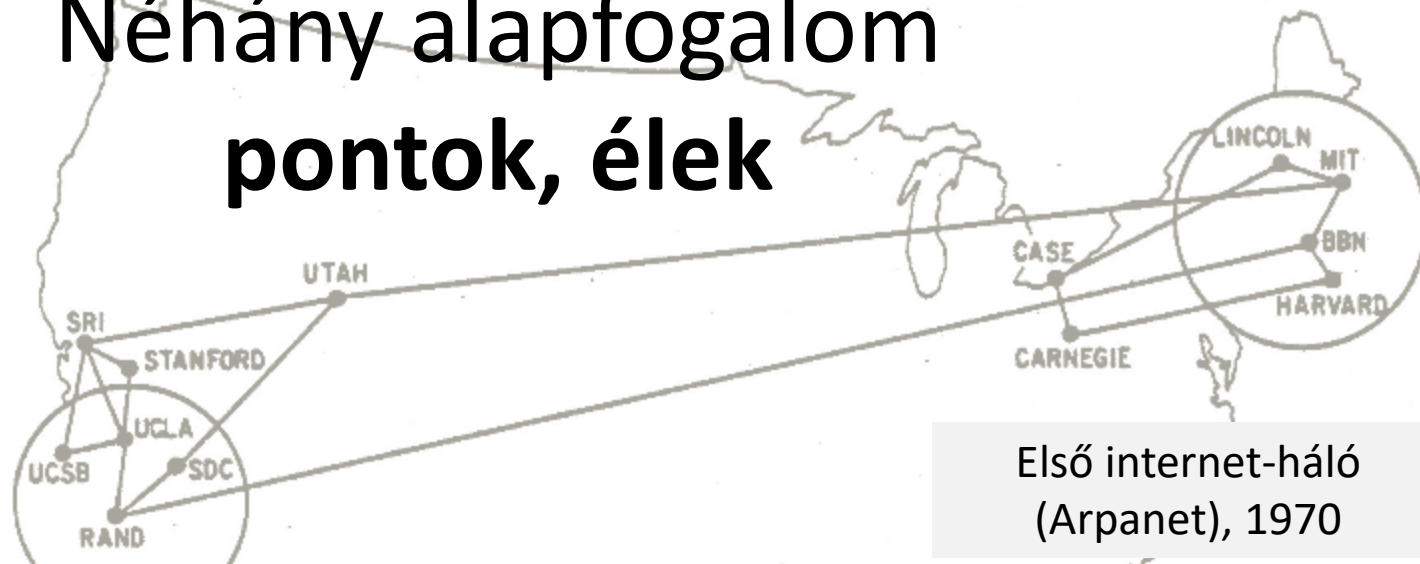 Néhány alapfogalom
pontok, élek
LINCOLN
MIT
CASE
BBN
UTAH
HARVARD
SRI
STANFORD
CARNEGIE
UCLA
UCSB
SDC
RAND
Első internet-háló
(Arpanet), 1970